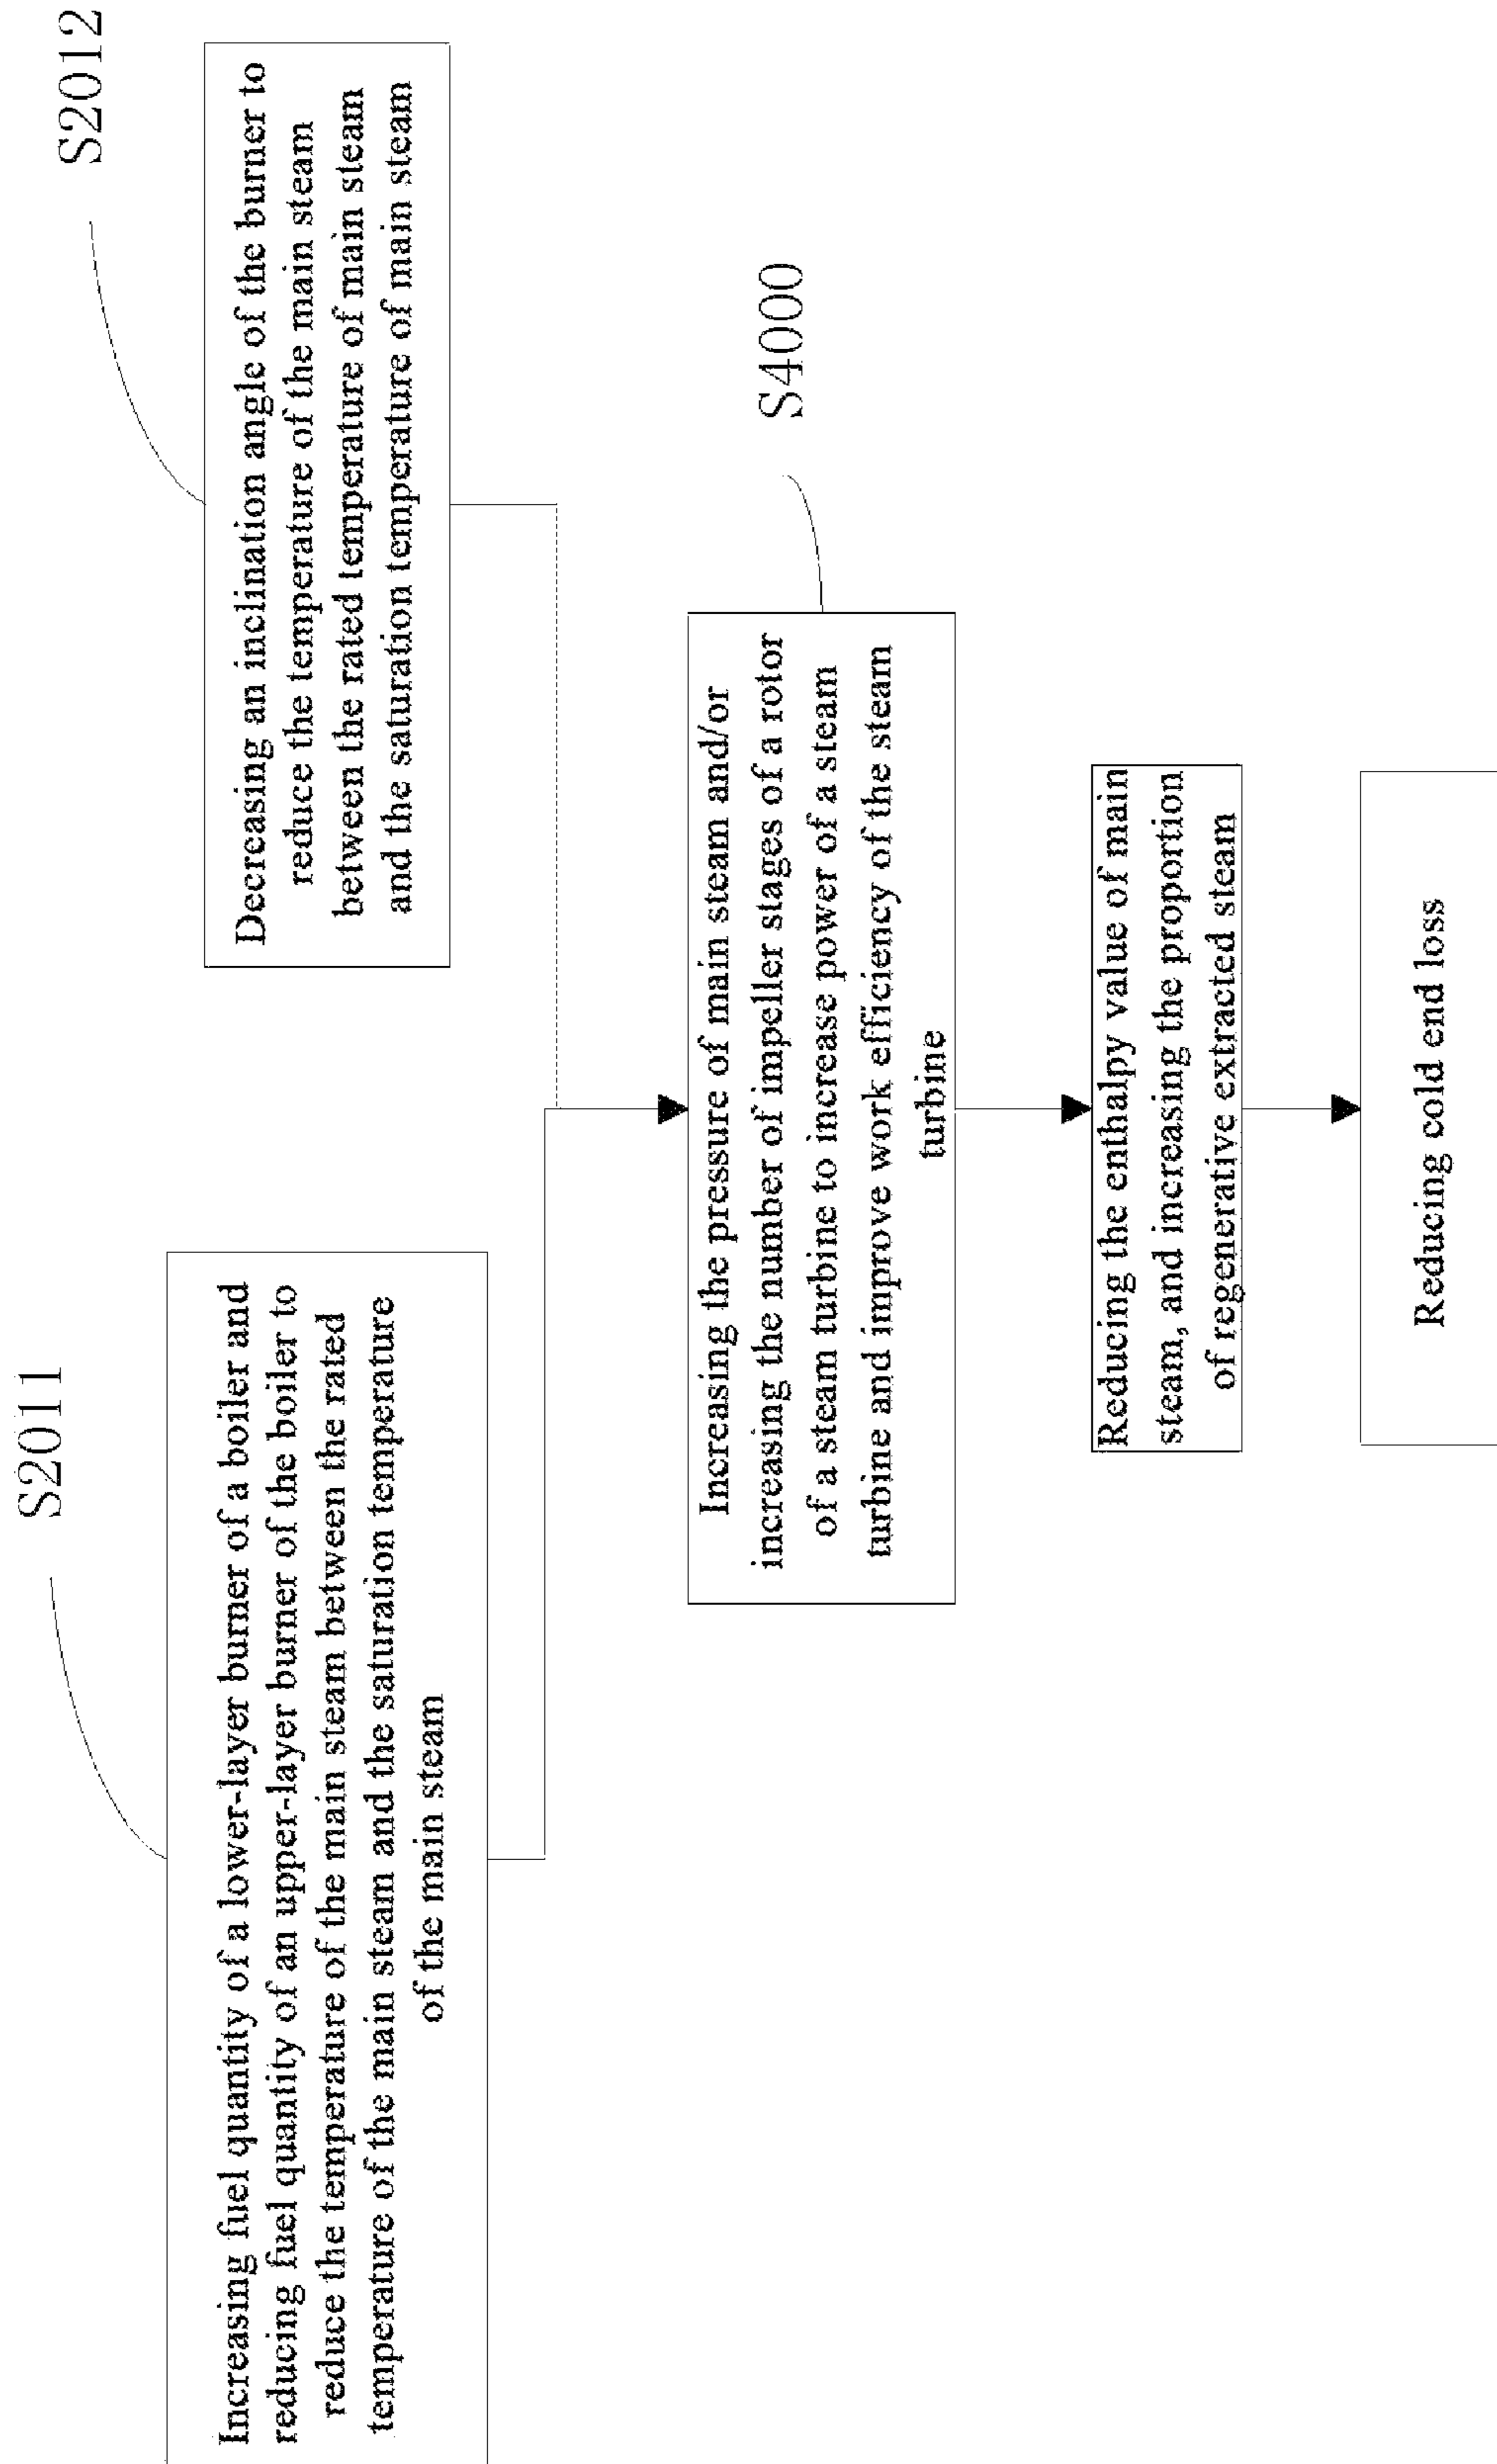 S2011
Increasing fuel quantity of a lower-layer burner of a boiler and
reducing fuel quantity of an upper-layer burner of the boiler to
reduce the temperature of the main steam between the rated
temperature of the main steam and the saturation temperature
of the main steam
S2012
Decreasing an inclination angle of the burner to
reduce the temperature of the main steam
between the rated temperature of main steam
and the saturation temperature of main steam
S4000
Increasing the pressure of main steam and/or
increasing the number of impeller stages of a rotor
of a steam turbine to increase power of a steam
turbine and improve work efficiency of the steam
turbine
Reducing the enthalpy value of main
steam, and increasing the proportion
of regenerative extracted steam
Reducing cold end loss